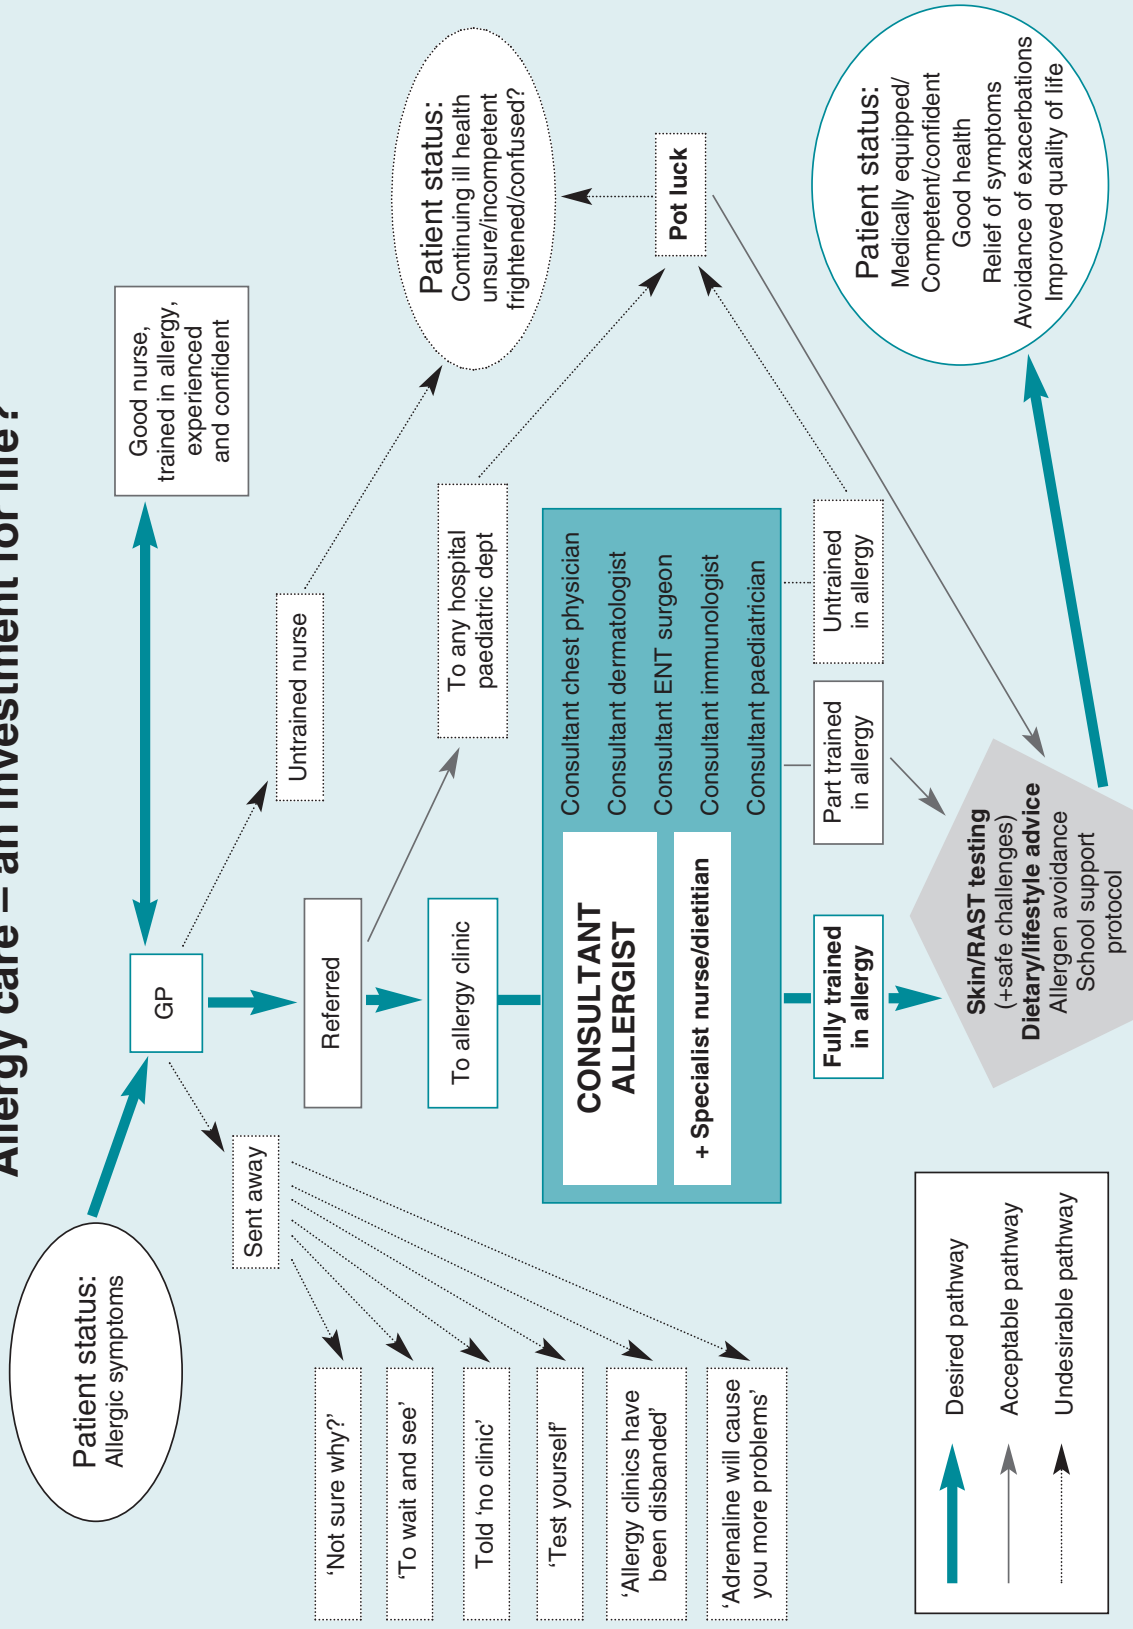 Allergy care – an investment for life?
Patient status:
Allergic symptoms
GP
Good nurse,
trained in allergy,
experienced
and confident
Sent away
Untrained nurse
Referred
'Not sure why?'
'To wait and see'
Told 'no clinic'
'Test yourself'
'Allergy clinics have
been disbanded'
'Adrenaline will cause
you more problems'
To allergy clinic
To any hospital
paediatric dept
Patient status:
Continuing ill health
unsure/incompetent
frightened/confused?
Pot luck
CONSULTANT
ALLERGIST
+ Specialist nurse/dietitian
Consultant chest physician
Consultant dermatologist
Consultant ENT surgeon
Consultant immunologist
Consultant paediatrician
Fully trained
in allergy
Part trained
in allergy
Untrained
in allergy
Skin/RAST testing
(+safe challenges)
Dietary/lifestyle advice
Allergen avoidance
School support
protocol
Patient status:
Medically equipped/
Competent/confident
Good health
Relief of symptoms
Avoidance of exacerbations
Improved quality of life
Desired pathway
Acceptable pathway
Undesirable pathway